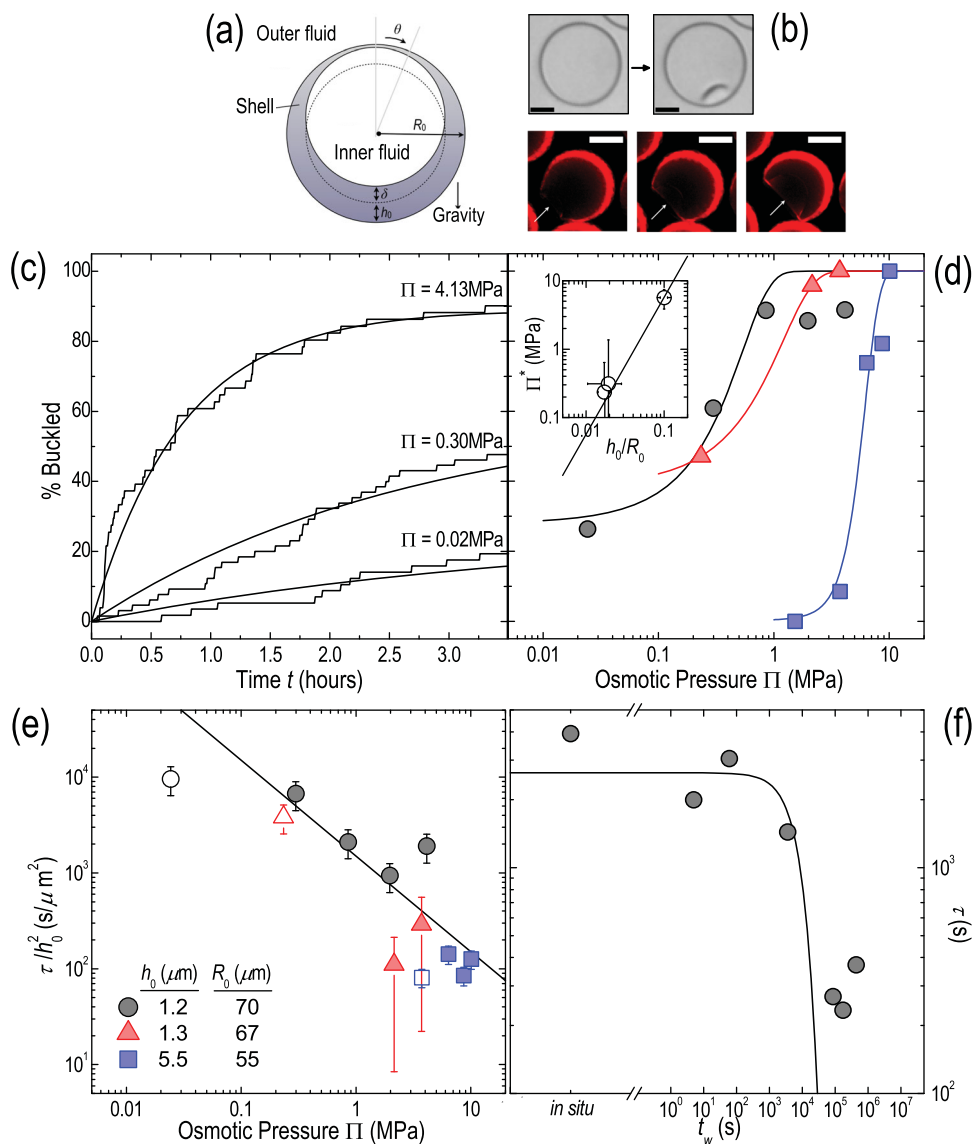 (a)
Outer fluid
θ
Shell
R₀
Inner fluid
δ
h₀
Gravity
(b)
(c)
100
80
60
40
20
0
% Buckled
Π = 4.13MPa
Π = 0.30MPa
Π = 0.02MPa
0.0 0.5 1.0 1.5 2.0 2.5 3.0
Time t (hours)
(d)
10
1
0.1
Π* (MPa)
0.01 0.1
h₀/R₀
0.01 0.1 1 10
Osmotic Pressure Π (MPa)
(e)
10⁴
10³
10²
10¹
τ/h₀² (s/μm²)
h₀ (μm) R₀ (μm)
1.2 70
1.3 67
5.5 55
0.01 0.1 1 10
Osmotic Pressure Π (MPa)
(f)
10³
10²
τ (s)
in situ 10⁰ 10¹ 10² 10³ 10⁴ 10⁵ 10⁶ 10⁷
t_w (s)